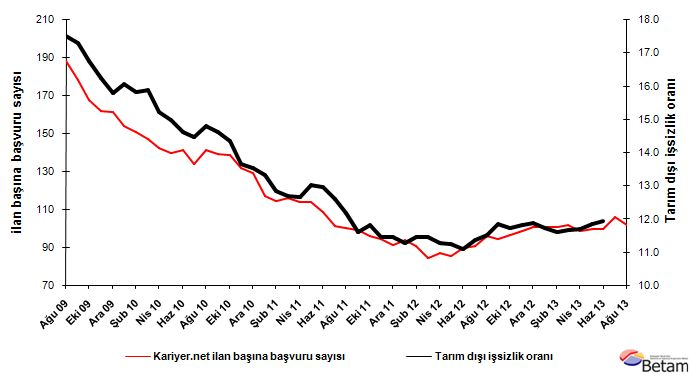 ilan başına başvuru sayısı
210
190
170
150
130
110
90
70
Tarım dışı işsizlik oranı
18.0
17.0
16.0
15.0
14.0
13.0
12.0
11.0
10.0
Ağu 09
Eki 09
Ara 09
Şub 10
Nis 10
Haz 10
Ağu 10
Eki 10
Ara 10
Şub 11
Nis 11
Haz 11
Ağu 11
Eki 11
Ara 11
Şub 12
Nis 12
Haz 12
Ağu 12
Eki 12
Ara 12
Şub 13
Nis 13
Haz 13
Ağu 13
Kariyer.net ilan başına başvuru sayısı
Tarım dışı işsizlik oranı
Betam